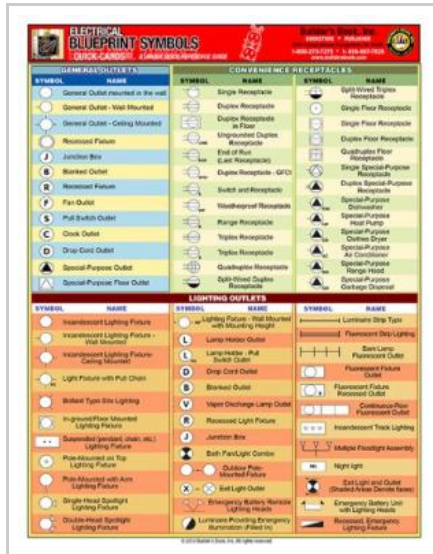 ELECTRICAL
BLUEPRINT SYMBOLS
QUICK-CARDS
Builder's Book, Inc.
BOOKSTORE • PUBLISHER
GENERAL OUTLETS
SYMBOL NAME
General Outlet mounted in the wall
General Outlet - Wall Mounted
General Outlet - Ceiling Mounted
Recessed Fixture
J Junction Box
B Blanked Outlet
R Recessed Fixture
F Fan Outlet
S Pull Switch Outlet
C Clock Outlet
D Drop Cord Outlet
Special-Purpose Outlet
Special-Purpose Floor Outlet
CONVENIENCE RECEPTACLES
SYMBOL NAME
Single Receptacle
Duplex Receptacle
Duplex Receptacle
in Floor
Ungrounded Duplex
Receptacle
End of Run
(Last Receptacle)
Duplex Receptacle - GFCI
Switch and Receptacle
Weatherproof Receptacle
Range Receptacle
Triplex Receptacle
Triplex Receptacle
Quadruplex Receptacle
Split-Wired Duplex
Receptacle
SYMBOL NAME
Split-Wired Triplex
Receptacle
Single Floor Receptacle
Single Floor Receptacle
Duplex Floor Receptacle
Quadruplex Floor
Receptacle
Single Special-Purpose
Receptacle
Duplex Special-Purpose
Receptacle
Special-Purpose
Dishwasher
Special-Purpose
Heat Pump
Special-Purpose
Clothes Dryer
Special-Purpose
Air Conditioner
Special-Purpose
Range Hood
Special-Purpose
Garbage Disposal
LIGHTING OUTLETS
SYMBOL NAME
Incandescent Lighting Fixture
Incandescent Lighting Fixture -
Wall Mounted
Incandescent Lighting Fixture-
Ceiling Mounted
Light Fixture with Pull Chain
Bollard Type Site Lighting
In-ground/Floor Mounted
Lighting Fixture
Suspended (pendant, chain, etc.)
Lighting Fixture
Pole-Mounted on Top
Lighting Fixture
Pole-Mounted with Arm
Lighting Fixture
Single-Head Spotlight
Lighting Fixture
Double-Head Spotlight
Lighting Fixture
SYMBOL NAME
Lighting Fixture - Wall Mounted
with Mounting Height
L Lamp Holder Outlet
L Lamp Holder - Pull
Switch Outlet
D Drop Cord Outlet
B Blanked Outlet
V Vapor Discharge Lamp Outlet
R Recessed Light Fixture
J Junction Box
Bath Fan/Light Combo
Outdoor Pole-
Mounted Fixture
X X Exit Light Outlet
Emergency Battery Remote
Lighting Heads
Luminaire Providing Emergency
Illumination (Filled In)
SYMBOL NAME
Luminaire Strip Type
Fluorescent Strip Lighting
Bare Lamp
Fluorescent Outlet
Fluorescent Fixture
Outlet
Fluorescent Fixture
Recessed Outlet
Continuous-Row
Fluorescent Outlet
Incandescent Track Lighting
Multiple Floodlight Assembly
NL Night light
Exit Light and Outlet
(Shaded Areas Denote faces)
Emergency Battery Unit
with Lighting Heads
Recessed, Emergency
Lighting Fixture